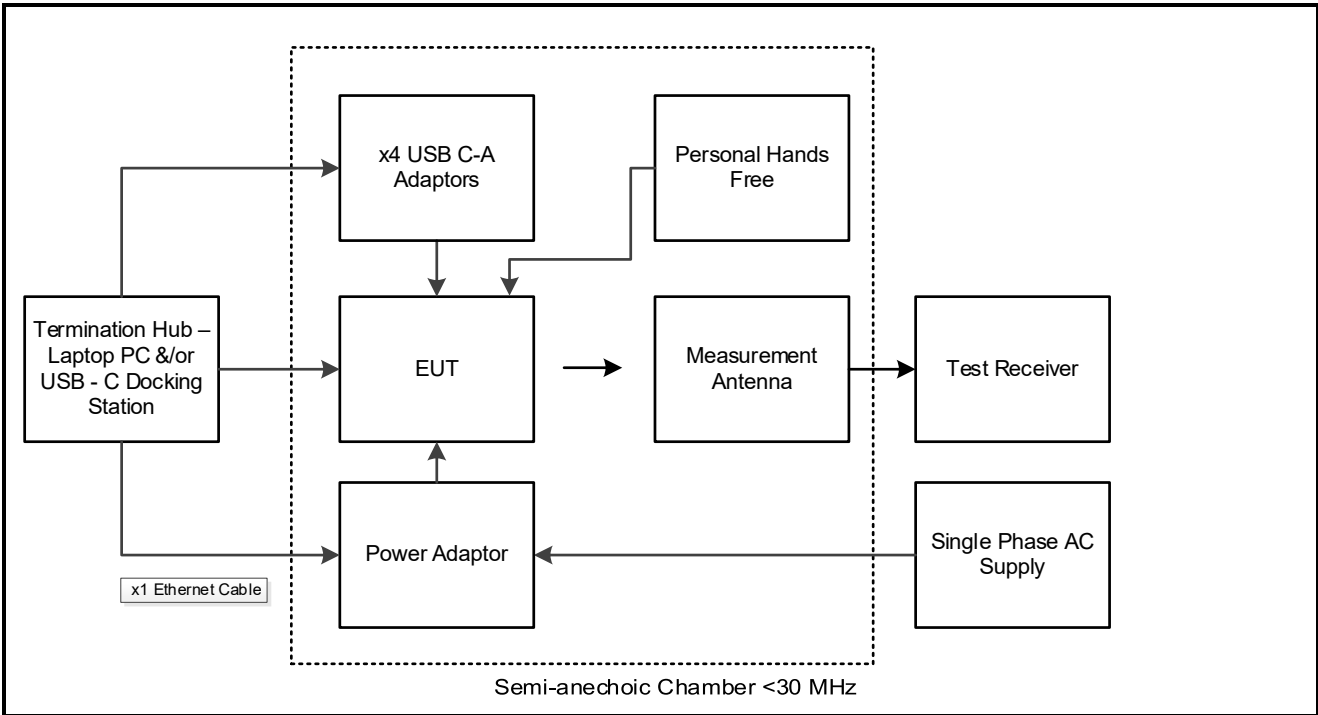 x4 USB C-A
Adaptors
Personal Hands
Free
Termination Hub –
Laptop PC &/or
USB - C Docking
Station
EUT
Measurement
Antenna
Test Receiver
Power Adaptor
Single Phase AC
Supply
x1 Ethernet Cable
Semi-anechoic Chamber <30 MHz